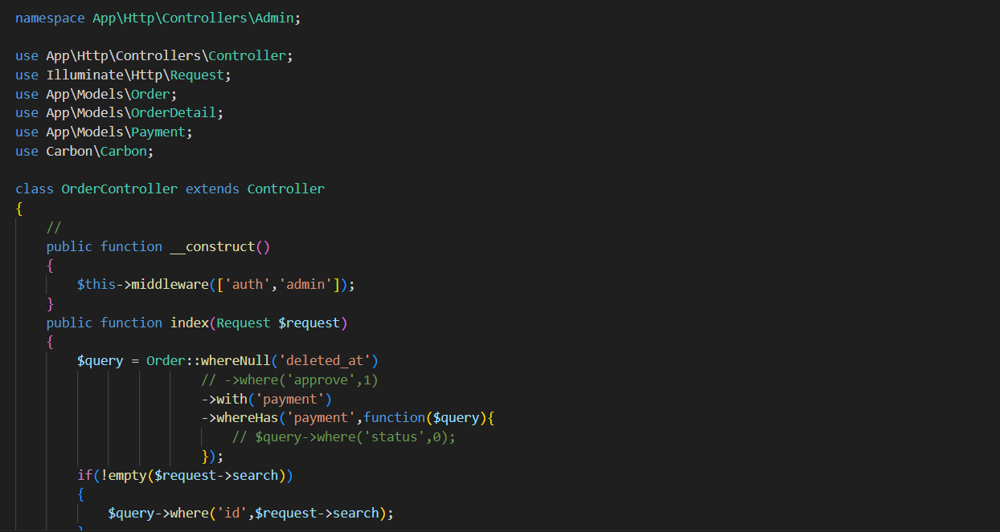 namespace App\Http\Controllers\Admin;
use App\Http\Controllers\Controller;
use Illuminate\Http\Request;
use App\Models\Order;
use App\Models\OrderDetail;
use App\Models\Payment;
use Carbon\Carbon;
class OrderController extends Controller
{
//
public function __construct()
{
$this->middleware(['auth','admin']);
}
public function index(Request $request)
{
$query = Order::whereNull('deleted_at')
// ->where('approve',1)
->with('payment')
->whereHas('payment',function($query){
// $query->where('status',0);
});
if(!empty($request->search))
{
$query->where('id',$request->search);
}